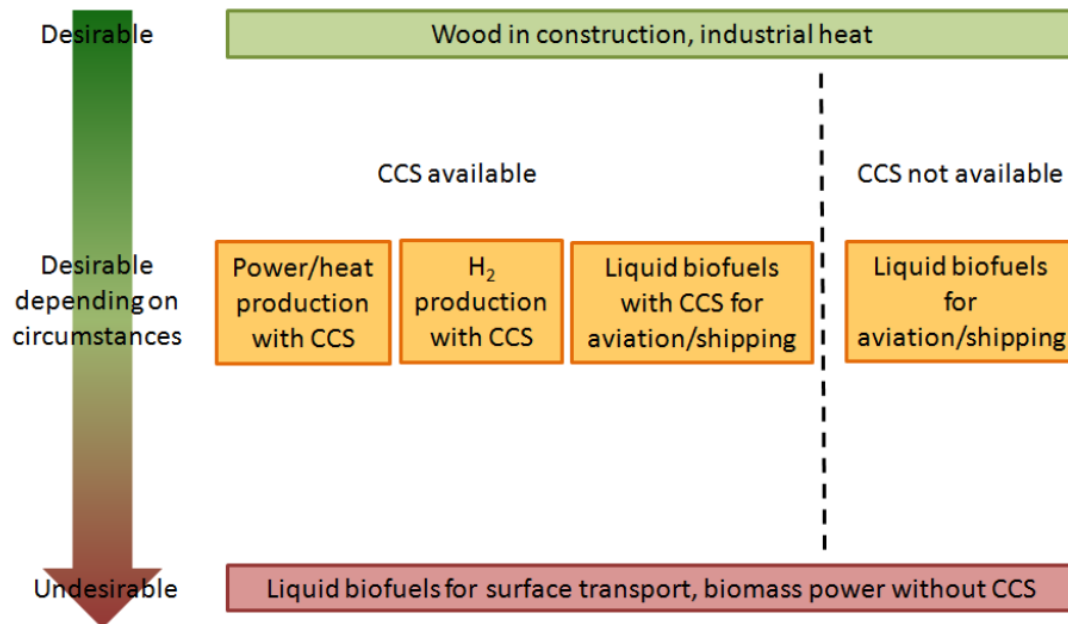 Desirable
Wood in construction, industrial heat
CCS available
CCS not available
Desirable
depending on
circumstances
Power/heat
production
with CCS
H₂
production
with CCS
Liquid biofuels
with CCS for
aviation/shipping
Liquid biofuels
for
aviation/shipping
Undesirable
Liquid biofuels for surface transport, biomass power without CCS